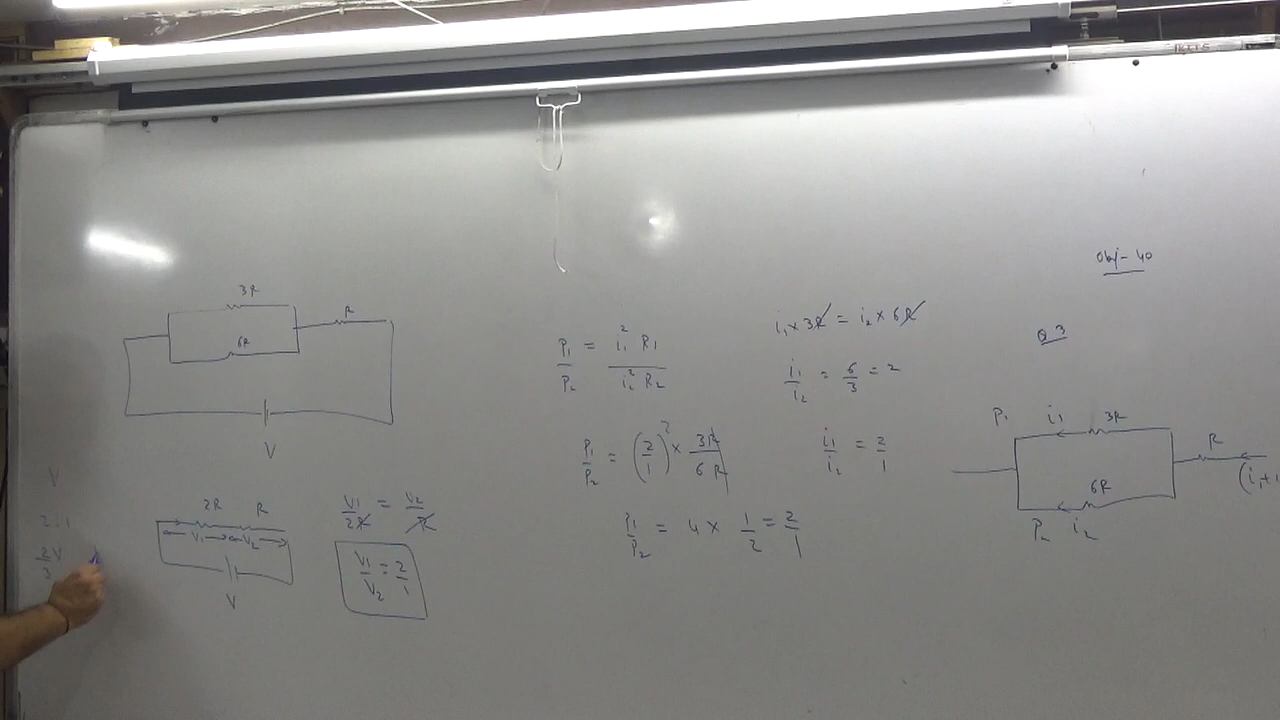 Obj - 40
Q 3
3R
R
6R
V
V
2 : 1
2V
3
2R R
V1 V2
V
V1/2R = V2/R
V1/V2 = 2/1
P1/P2 = i1² R1 / i2² R2
P1/P2 = (2/1)² × 3R/6R
P1/P2 = 4 × 1/2 = 2/1
i1 × 3R = i2 × 6R
i1/i2 = 6/3 = 2
i1/i2 = 2/1
P1 i1 3R
R
6R
P2 i2